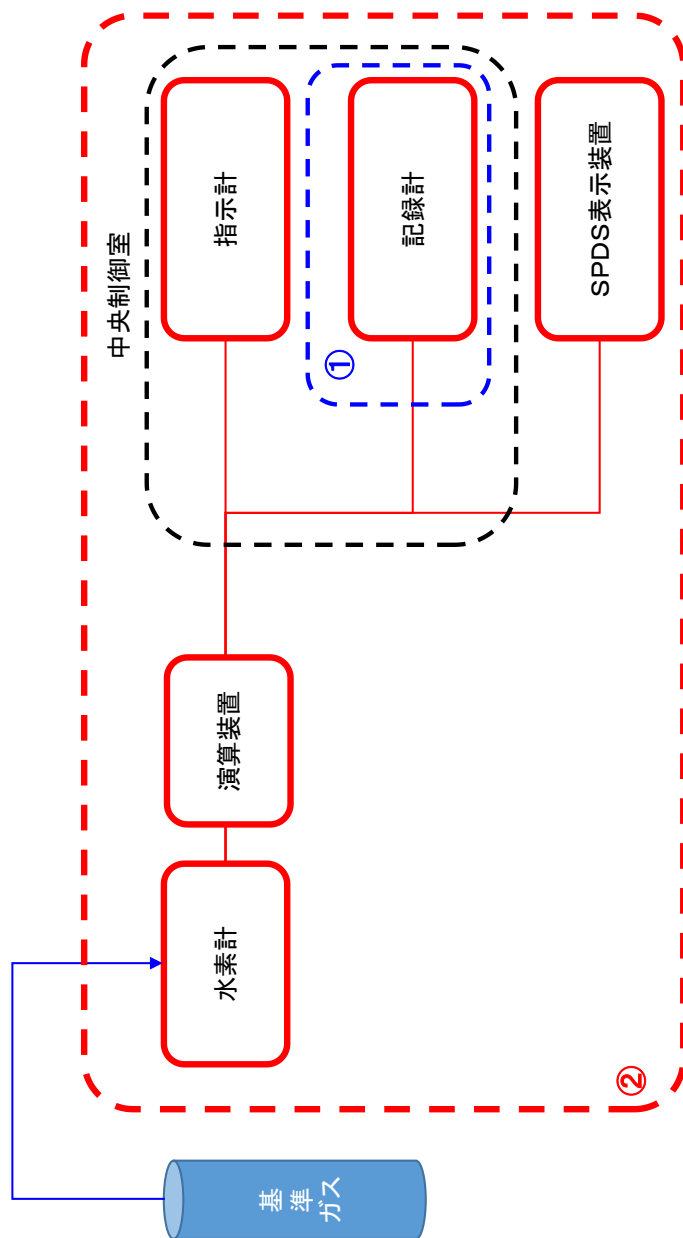 中央制御室
指示計
記録計
SPDS表示装置
①
演算装置
水素計
②
基
準
ガス